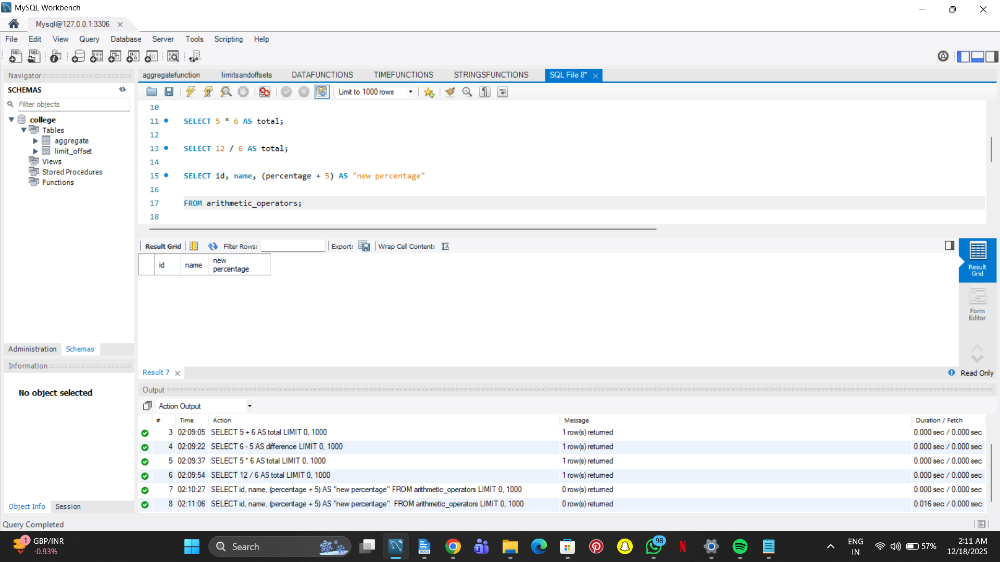 MySQL Workbench
Mysql@127.0.0.1:3306
File Edit View Query Database Server Tools Scripting Help
Navigator
SCHEMAS
Filter objects
college
Tables
aggregate
limit_offset
Views
Stored Procedures
Functions
Administration Schemas
Information
No object selected
Object Info Session
Query Completed
aggregatefunction limitsandoffsets DATAFUNCTIONS TIMEFUNCTIONS STRINGSFUNCTIONS SQL File 8*
Limit to 1000 rows
10
11 SELECT 5 * 6 AS total;
12
13 SELECT 12 / 6 AS total;
14
15 SELECT id, name, (percentage + 5) AS "new percentage"
16
17 FROM arithmetic_operators;
18
Result Grid Filter Rows: Export: Wrap Cell Content:
id name new percentage
Result Grid
Form Editor
Result 7
Read Only
Output
Action Output
# Time Action Message Duration / Fetch
3 02:09:05 SELECT 5 + 6 AS total LIMIT 0, 1000 1 row(s) returned 0.000 sec / 0.000 sec
4 02:09:22 SELECT 6 - 5 AS difference LIMIT 0, 1000 1 row(s) returned 0.000 sec / 0.000 sec
5 02:09:37 SELECT 5 * 6 AS total LIMIT 0, 1000 1 row(s) returned 0.000 sec / 0.000 sec
6 02:09:54 SELECT 12 / 6 AS total LIMIT 0, 1000 1 row(s) returned 0.000 sec / 0.000 sec
7 02:10:27 SELECT id, name, (percentage + 5) AS "new percentage" FROM arithmetic_operators LIMIT 0, 1000 0 row(s) returned 0.000 sec / 0.000 sec
8 02:11:06 SELECT id, name, (percentage + 5) AS "new percentage"  FROM arithmetic_operators LIMIT 0, 1000 0 row(s) returned 0.016 sec / 0.000 sec
1
GBP/INR
-0.93%
Search
DOCX
98
ENG
IN
57%
2:11 AM
12/18/2025